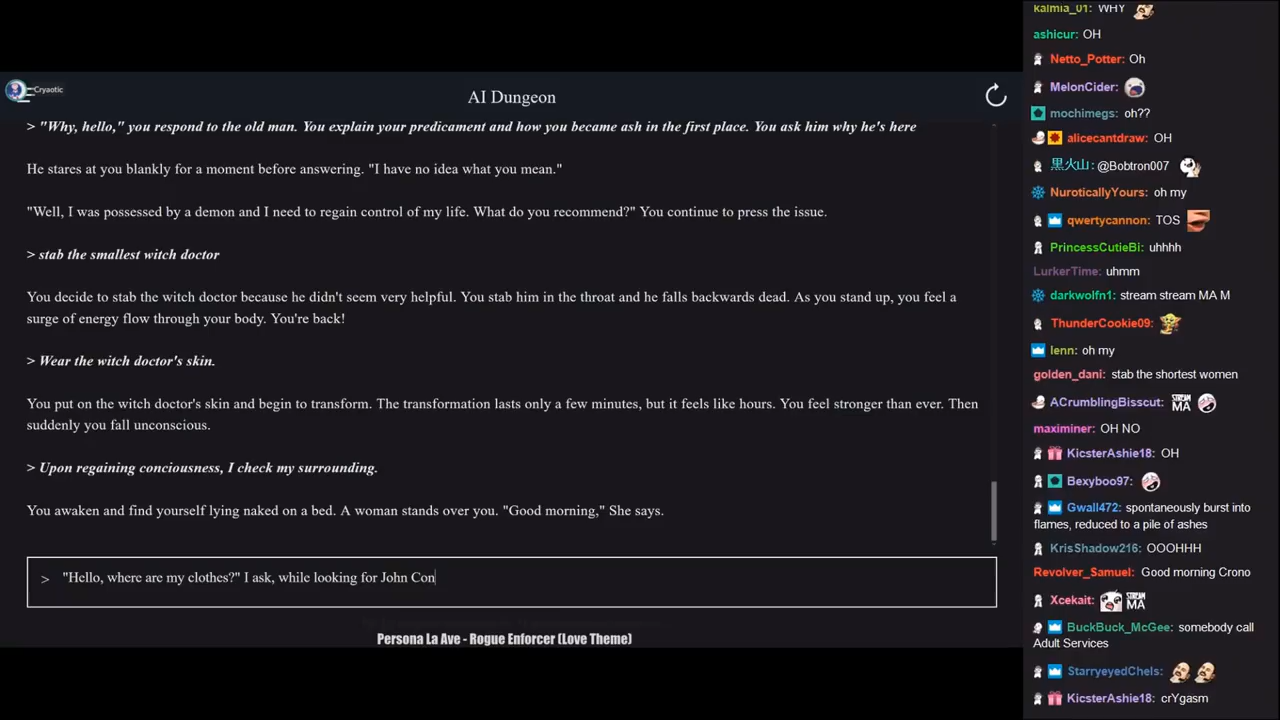 Cryaotic
AI Dungeon
> "Why, hello," you respond to the old man. You explain your predicament and how you became ash in the first place. You ask him why he's here
He stares at you blankly for a moment before answering. "I have no idea what you mean."
"Well, I was possessed by a demon and I need to regain control of my life. What do you recommend?" You continue to press the issue.
> stab the smallest witch doctor
You decide to stab the witch doctor because he didn't seem very helpful. You stab him in the throat and he falls backwards dead. As you stand up, you feel a
surge of energy flow through your body. You're back!
> Wear the witch doctor's skin.
You put on the witch doctor's skin and begin to transform. The transformation lasts only a few minutes, but it feels like hours. You feel stronger than ever. Then
suddenly you fall unconscious.
> Upon regaining conciousness, I check my surrounding.
You awaken and find yourself lying naked on a bed. A woman stands over you. "Good morning," She says.
> "Hello, where are my clothes?" I ask, while looking for John Con
Persona La Ave - Rogue Enforcer (Love Theme)
kalmia_01: WHY
ashicur: OH
Netto_Potter: Oh
MelonCider:
mochimegs: oh??
alicecantdraw: OH
黒火山: @Bobtron007
NuroticallyYours: oh my
qwertycannon: TOS
PrincessCutieBi: uhhhh
LurkerTime: uhmm
darkwolfn1: stream stream MA M
ThunderCookie09:
lenn: oh my
golden_dani: stab the shortest women
ACrumblingBisscut: STREAM MA
maximiner: OH NO
KicsterAshie18: OH
Bexyboo97:
Gwall472: spontaneously burst into
flames, reduced to a pile of ashes
KrisShadow216: OOOHHH
Revolver_Samuel: Good morning Crono
Xcekait: STREAM MA
BuckBuck_McGee: somebody call
Adult Services
StarryeyedChels:
KicsterAshie18: crYgasm